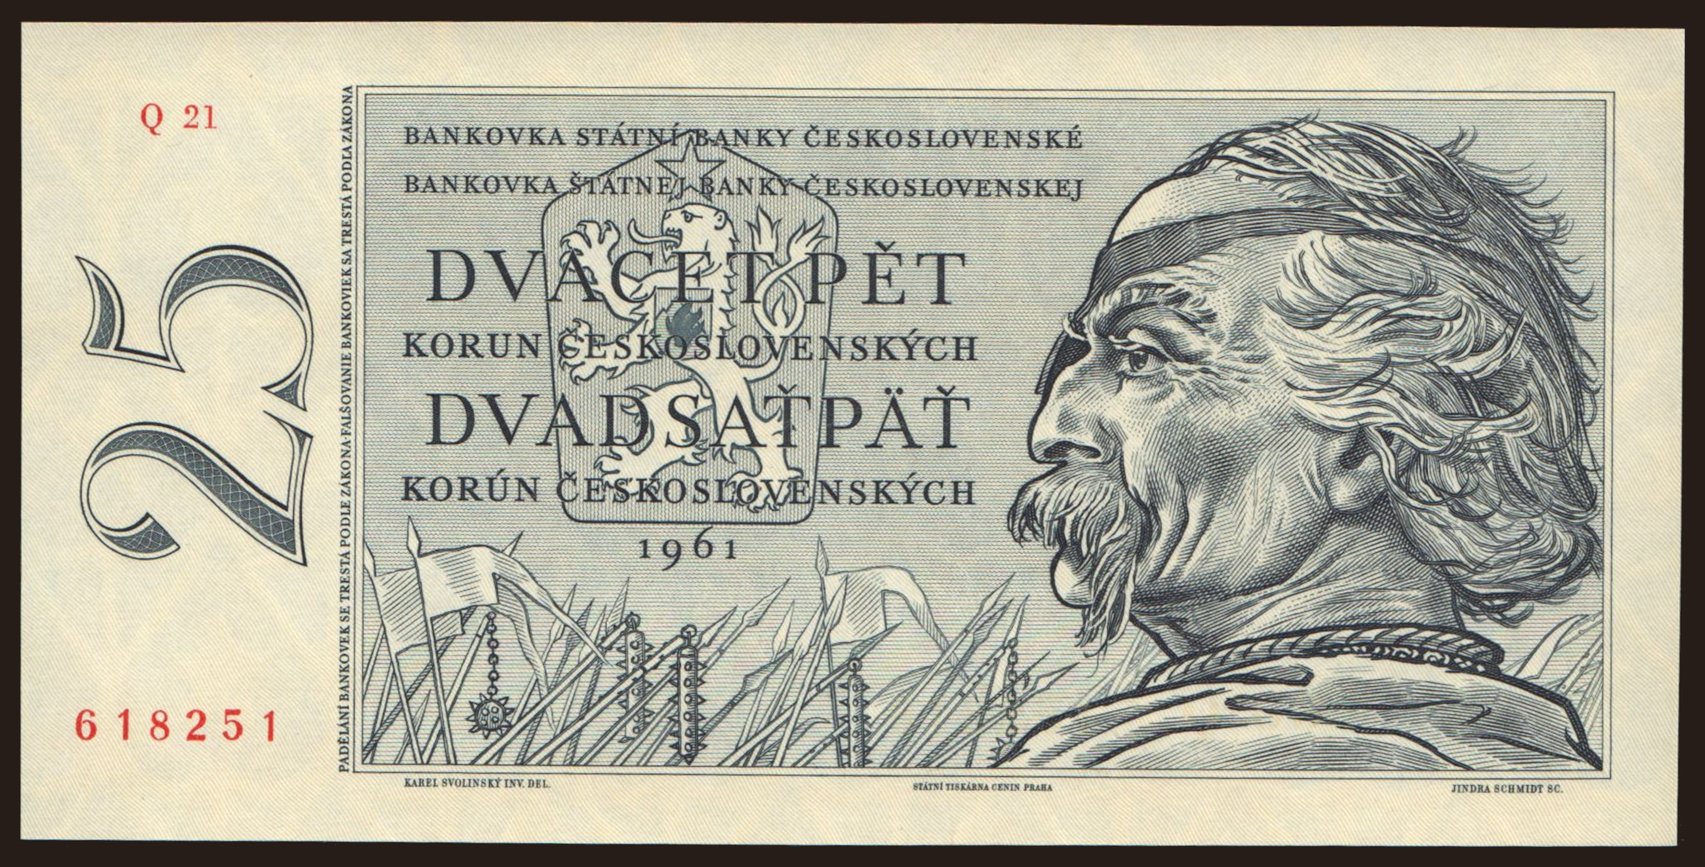 Q 21
BANKOVKA STÁTNÍ BANKY ČESKOSLOVENSKÉ
BANKOVKA ŠTÁTNEJ BANKY ČESKOSLOVENSKEJ
25
DVACET PĚT
KORUN ČESKOSLOVENSKÝCH
DVADSAŤPÄŤ
KORÚN ČESKOSLOVENSKÝCH
1961
PADĚLÁNÍ BANKOVEK SE TRESTÁ PODLE ZÁKONA·FALŠOVANIE BANKOVIEK SA TRESTÁ PODĽA ZÁKONA
618251
KAREL SVOLINSKÝ INV. DEL.
STÁTNÍ TISKÁRNA CENIN PRAHA
JINDRA SCHMIDT SC.